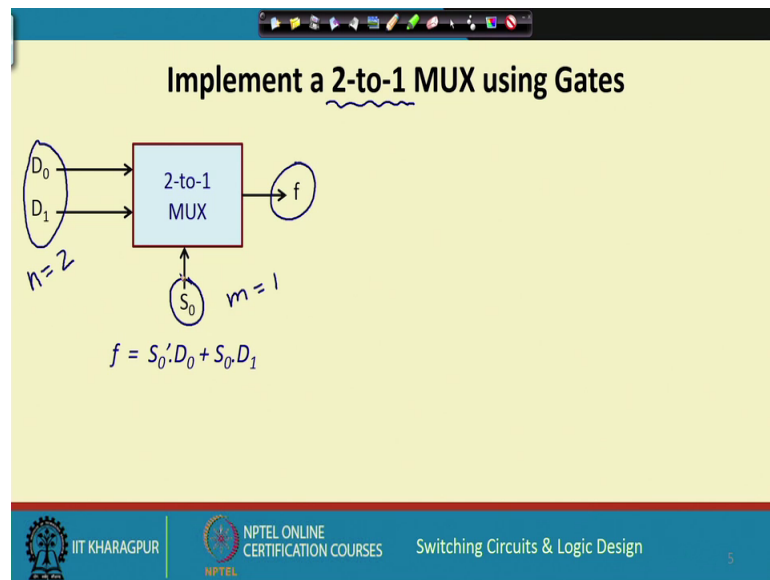 Implement a 2-to-1 MUX using Gates
D₀
D₁
2-to-1
MUX
f
n = 2
S₀
m = 1
f = S₀'.D₀ + S₀.D₁
IIT KHARAGPUR
NPTEL
NPTEL ONLINE
CERTIFICATION COURSES
Switching Circuits & Logic Design
5